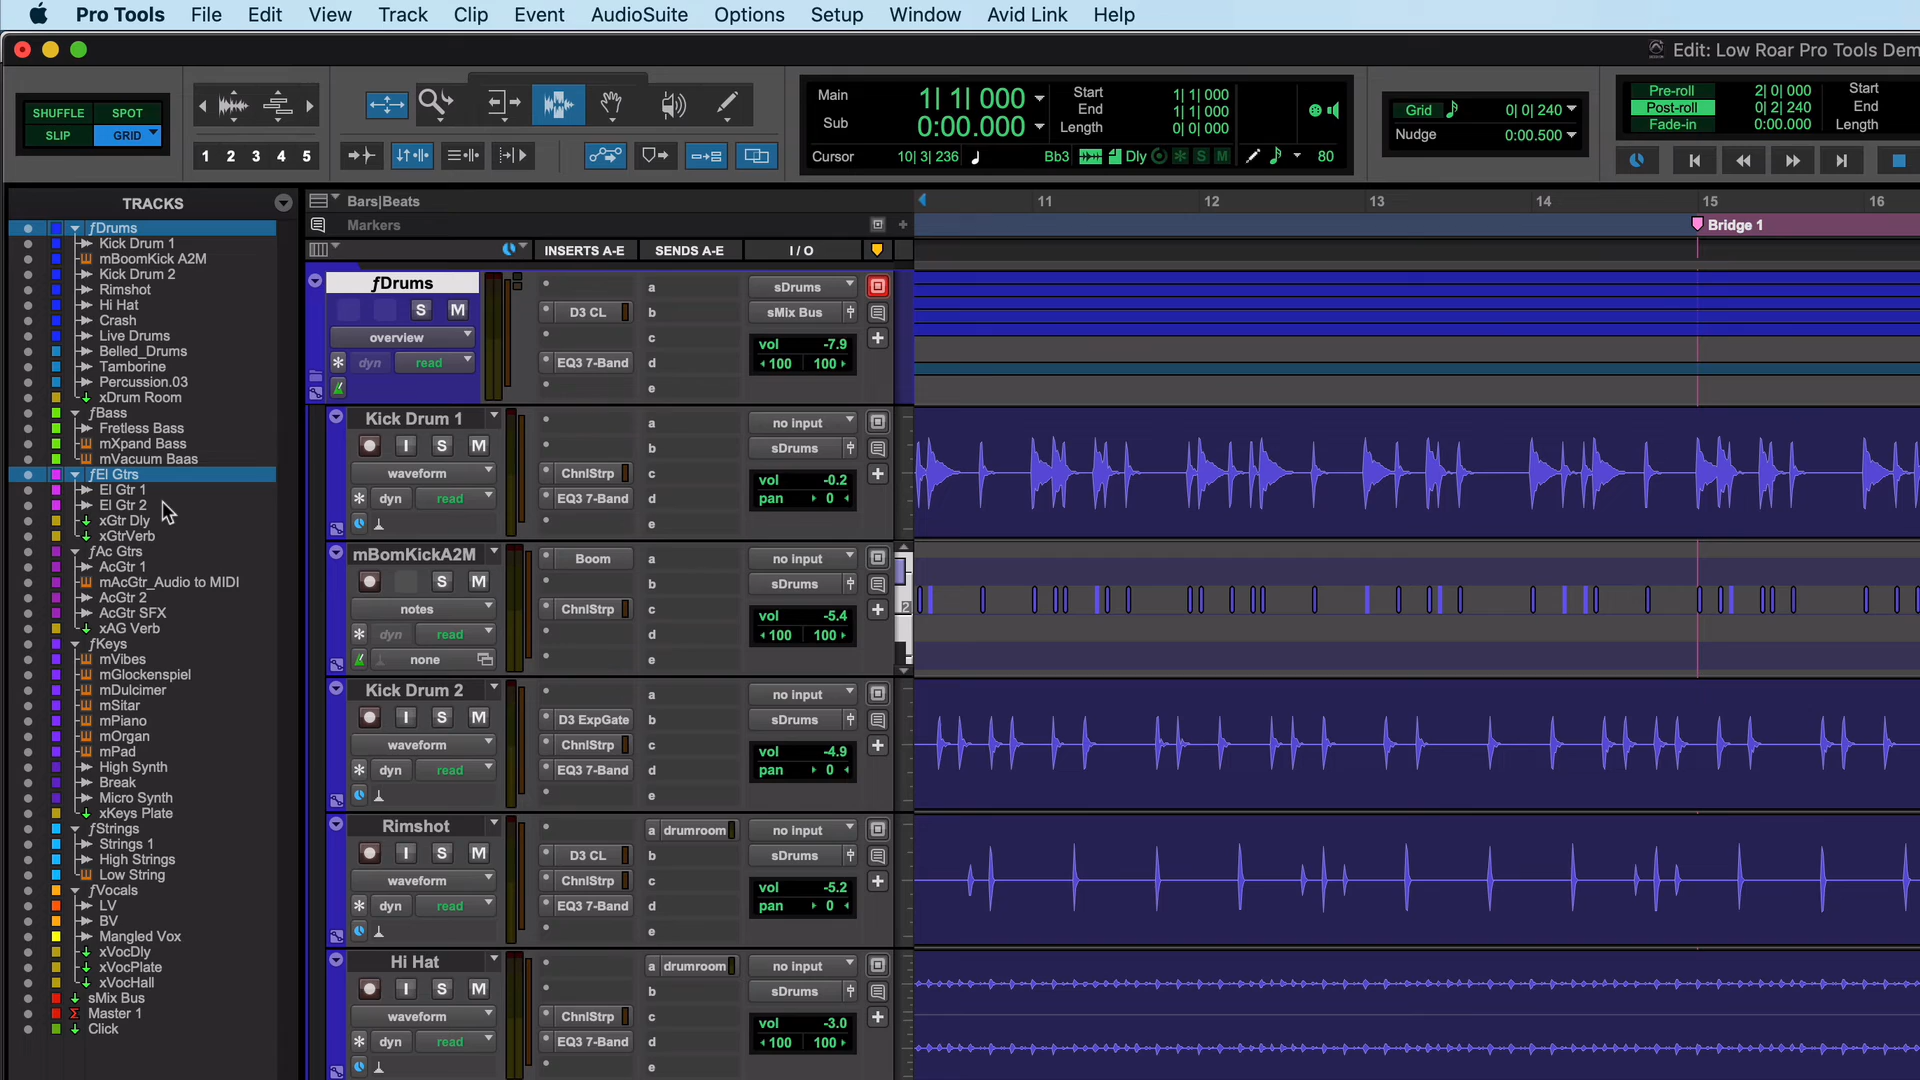 Pro Tools File Edit View Track Clip Event AudioSuite Options Setup Window Avid Link Help
Edit: Low Roar Pro Tools Dem
SHUFFLE SPOT
SLIP GRID
1 2 3 4 5
Main 1| 1| 000
Sub 0:00.000
Start 1| 1| 000
End 1| 1| 000
Length 0| 0| 000
Cursor 10| 3| 236 Bb3 Dly S M 80
Grid 0| 0| 240
Nudge 0:00.500
Pre-roll 2| 0| 000 Start
Post-roll 0| 2| 240 End
Fade-in 0:00.000 Length
TRACKS
ƒDrums
Kick Drum 1
mBoomKick A2M
Kick Drum 2
Rimshot
Hi Hat
Crash
Live Drums
Belled_Drums
Tamborine
Percussion.03
xDrum Room
ƒBass
Fretless Bass
mXpand Bass
mVacuum Baas
ƒEl Gtrs
El Gtr 1
El Gtr 2
xGtr Dly
xGtrVerb
ƒAc Gtrs
AcGtr 1
mAcGtr_Audio to MIDI
AcGtr 2
AcGtr SFX
xAG Verb
ƒKeys
mVibes
mGlockenspiel
mDulcimer
mSitar
mPiano
mOrgan
mPad
High Synth
Break
Micro Synth
xKeys Plate
ƒStrings
Strings 1
High Strings
Low String
ƒVocals
LV
BV
Mangled Vox
xVocDly
xVocPlate
xVocHall
sMix Bus
Master 1
Click
Bars|Beats 11 12 13 14 15 16
Markers Bridge 1
INSERTS A-E SENDS A-E I / O
ƒDrums a sDrums
S M D3 CL b sMix Bus
overview c vol -7.9
dyn read EQ3 7-Band d 100 100
e
Kick Drum 1 a no input
I S M b sDrums
waveform ChnlStrp c vol -0.2
dyn read EQ3 7-Band d pan 0
e
mBomKickA2M Boom a no input
S M b sDrums
notes ChnlStrp c vol -5.4
dyn read d 100 100
none e
2
Kick Drum 2 a no input
I S M D3 ExpGate b sDrums
waveform ChnlStrp c vol -4.9
dyn read EQ3 7-Band d pan 0
e
Rimshot a drumroom no input
I S M D3 CL b sDrums
waveform ChnlStrp c vol -5.2
dyn read EQ3 7-Band d pan 0
e
Hi Hat a drumroom no input
I S M b sDrums
waveform ChnlStrp c vol -3.0
dyn read EQ3 7-Band d 100 100
e